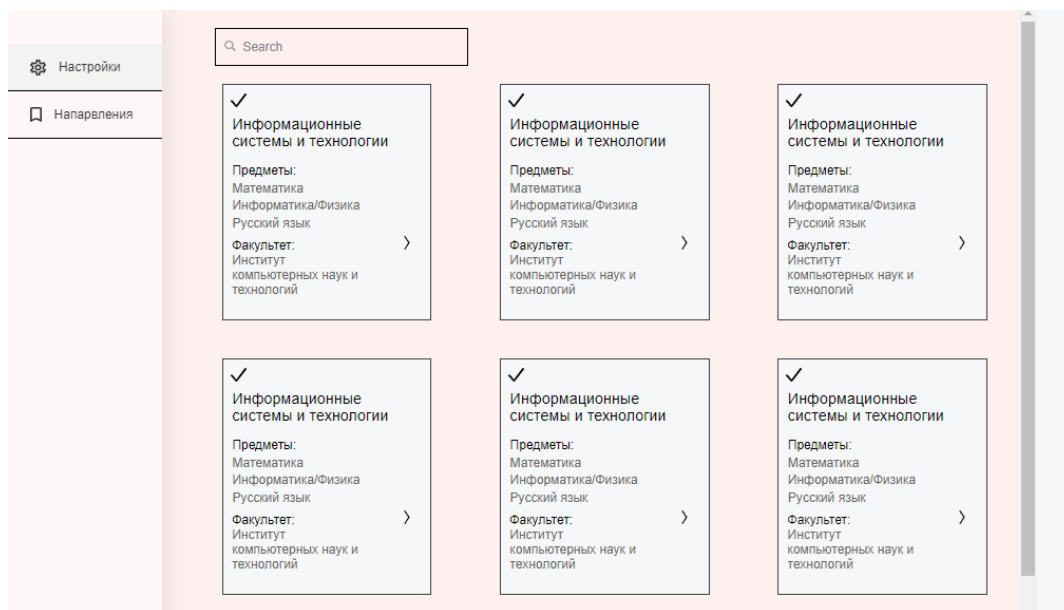 Search
Настройки
Напарвления
Информационные
системы и технологии
Предметы:
Математика
Информатика/Физика
Русский язык
Факультет:
Институт
компьютерных наук и
технологий
Информационные
системы и технологии
Предметы:
Математика
Информатика/Физика
Русский язык
Факультет:
Институт
компьютерных наук и
технологий
Информационные
системы и технологии
Предметы:
Математика
Информатика/Физика
Русский язык
Факультет:
Институт
компьютерных наук и
технологий
Информационные
системы и технологии
Предметы:
Математика
Информатика/Физика
Русский язык
Факультет:
Институт
компьютерных наук и
технологий
Информационные
системы и технологии
Предметы:
Математика
Информатика/Физика
Русский язык
Факультет:
Институт
компьютерных наук и
технологий
Информационные
системы и технологии
Предметы:
Математика
Информатика/Физика
Русский язык
Факультет:
Институт
компьютерных наук и
технологий